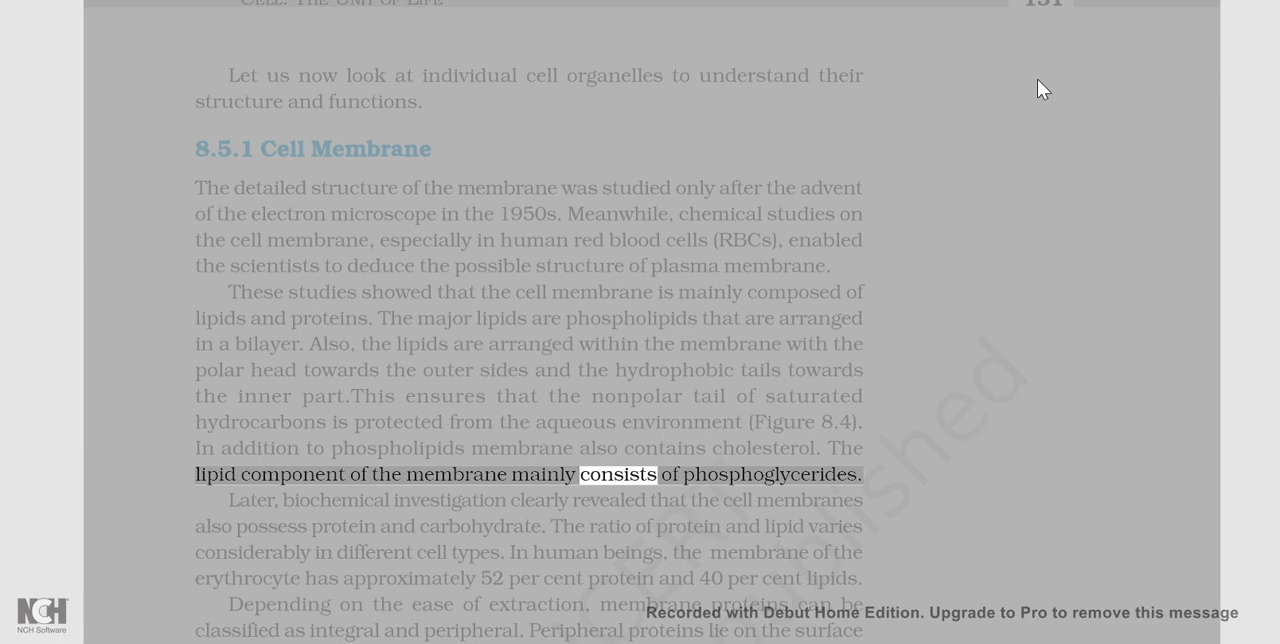 CELL: THE UNIT OF LIFE 131
Let us now look at individual cell organelles to understand their
structure and functions.
8.5.1 Cell Membrane
The detailed structure of the membrane was studied only after the advent
of the electron microscope in the 1950s. Meanwhile, chemical studies on
the cell membrane, especially in human red blood cells (RBCs), enabled
the scientists to deduce the possible structure of plasma membrane.
These studies showed that the cell membrane is mainly composed of
lipids and proteins. The major lipids are phospholipids that are arranged
in a bilayer. Also, the lipids are arranged within the membrane with the
polar head towards the outer sides and the hydrophobic tails towards
the inner part.This ensures that the nonpolar tail of saturated
hydrocarbons is protected from the aqueous environment (Figure 8.4).
In addition to phospholipids membrane also contains cholesterol. The
lipid component of the membrane mainly consists of phosphoglycerides.
Later, biochemical investigation clearly revealed that the cell membranes
also possess protein and carbohydrate. The ratio of protein and lipid varies
considerably in different cell types. In human beings, the membrane of the
erythrocyte has approximately 52 per cent protein and 40 per cent lipids.
Depending on the ease of extraction, membrane proteins can be
classified as integral and peripheral. Peripheral proteins lie on the surface
NCH
NCH Software
Recorded with Debut Home Edition. Upgrade to Pro to remove this message